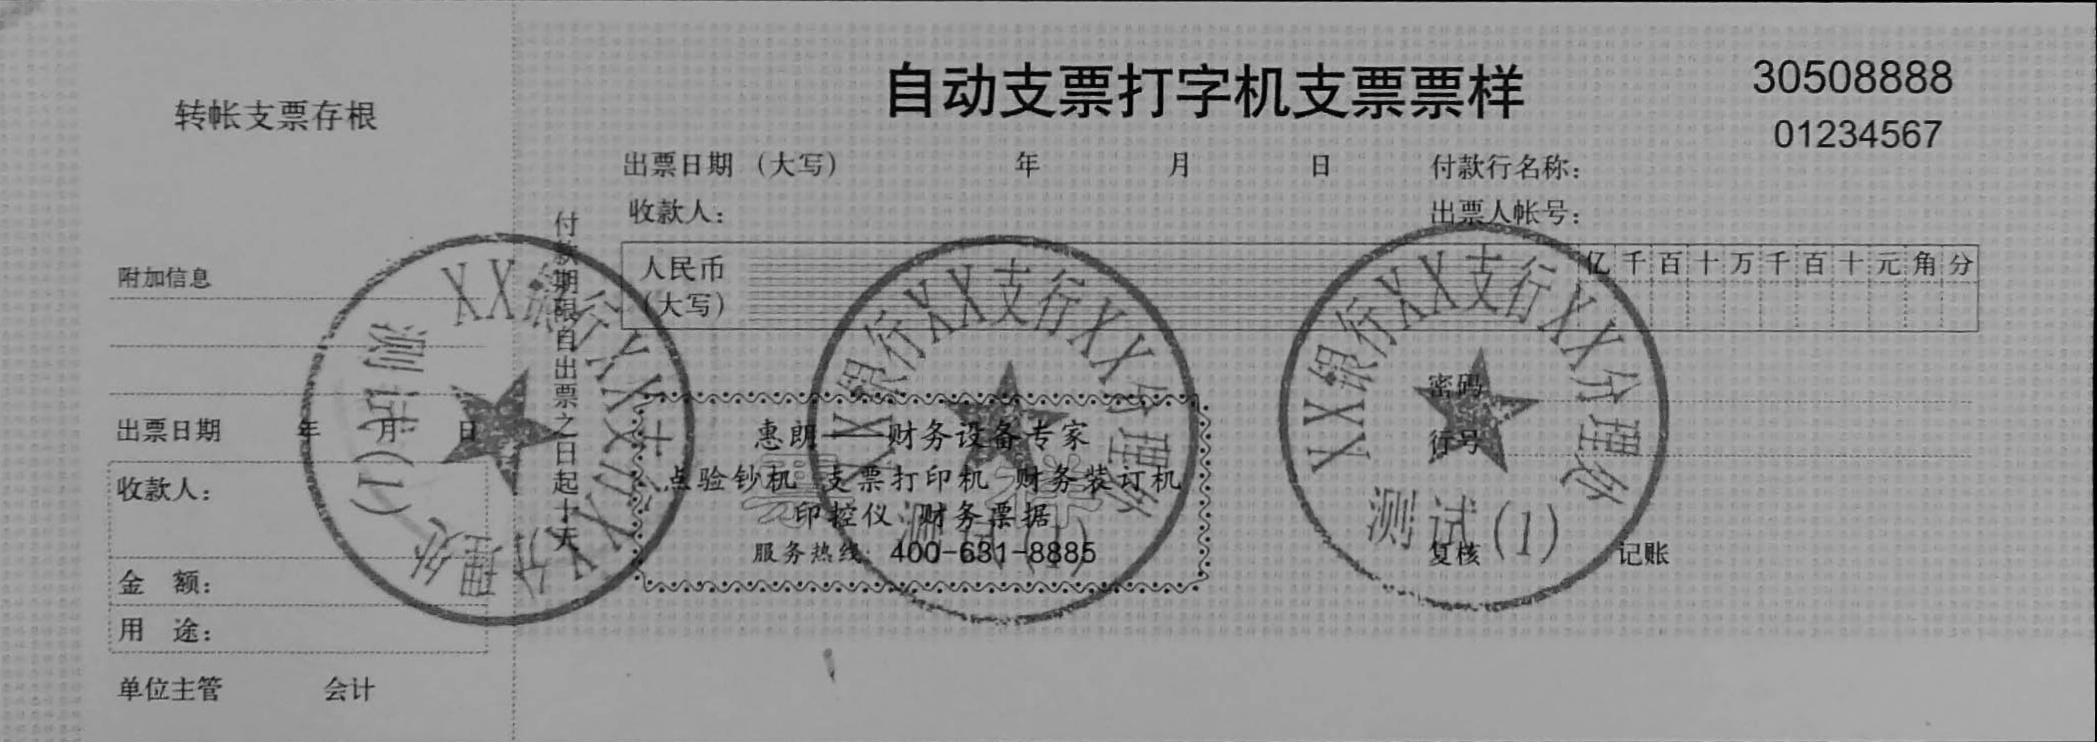 转帐支票存根
附加信息
出票日期 年 月 日
收款人：
金 额：
用 途：
单位主管 会计
付款期限自出票之日起十天
自动支票打字机支票票样
30508888
01234567
出票日期（大写） 年 月 日 付款行名称：
收款人： 出票人帐号：
人民币
（大写）
亿千百十万千百十元角分
密码
行号
惠朗——财务设备专家
点验钞机 支票打印机 财务装订机
印控仪 财务票据
服务热线：400-631-8885
复核 记账
XX银行XX支行XX分理处
测试(1)
XX银行XX支行XX分理处
测试(1)
XX银行XX支行XX分理处
测试(1)